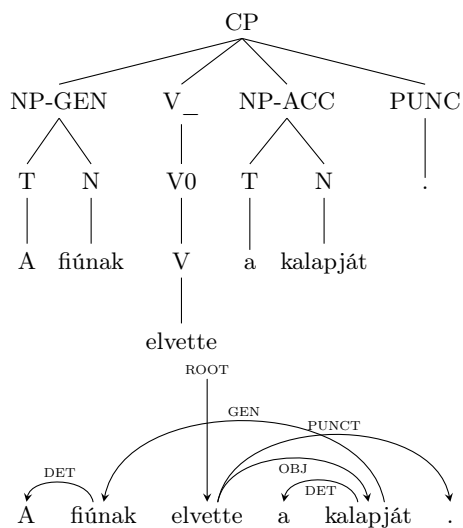 CP
NP-GEN V_ NP-ACC PUNC
T N V0 T N .
A fiúnak V a kalapját
elvette
ROOT
GEN PUNCT
DET OBJ DET
A fiúnak elvette a kalapját .